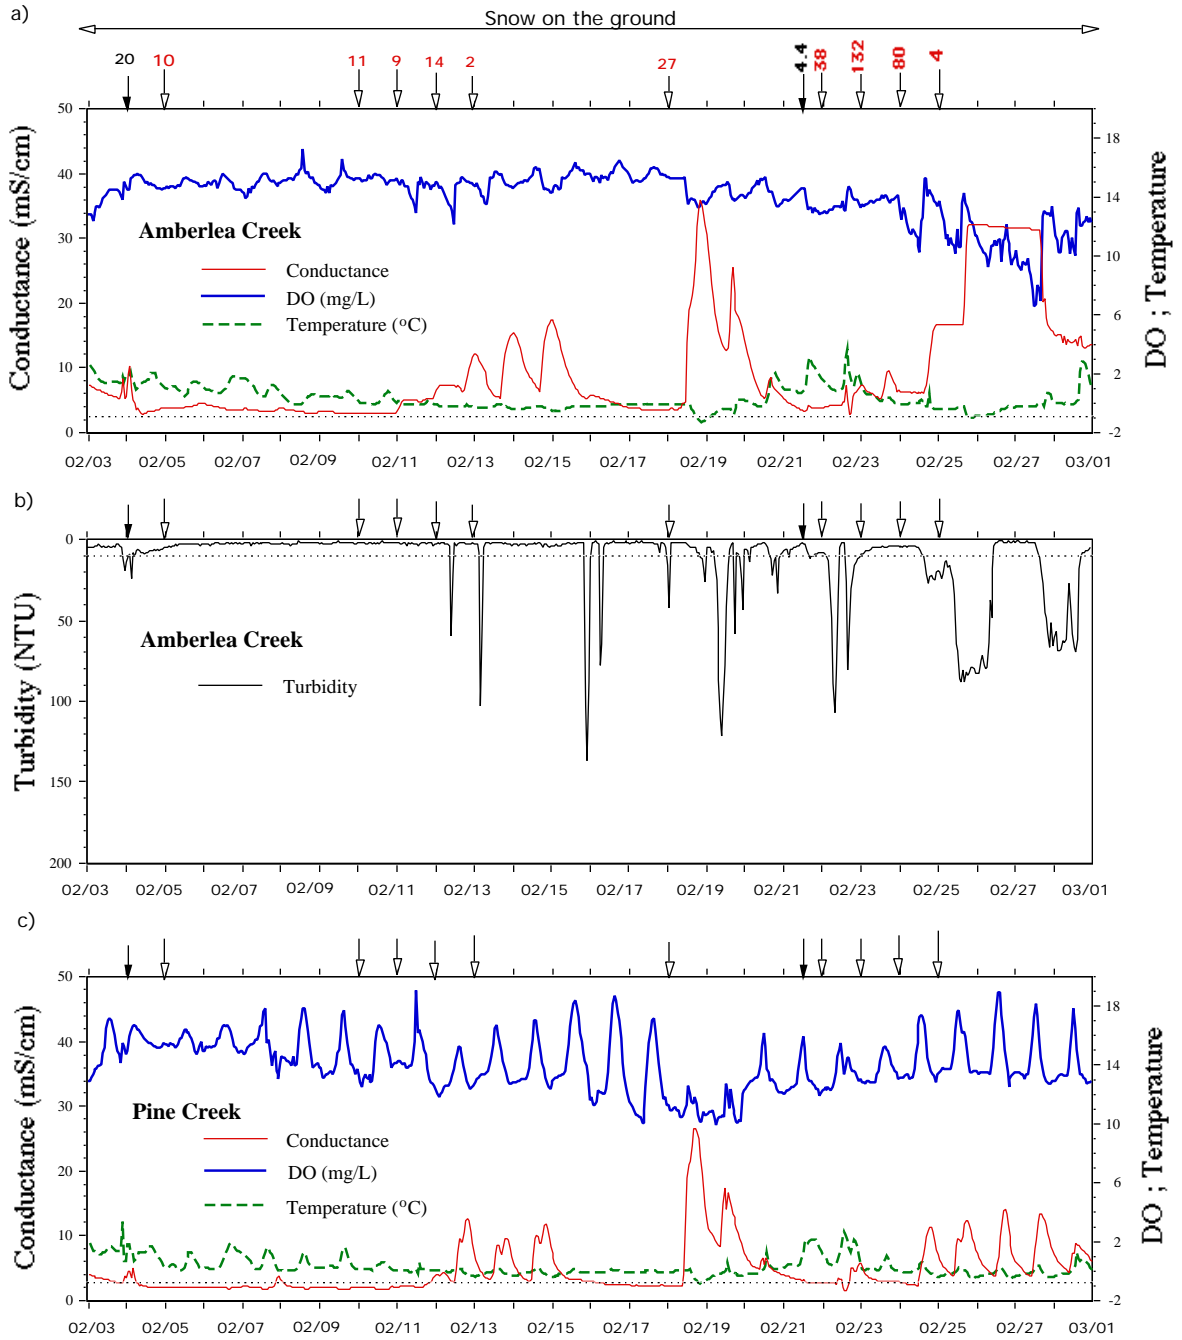 a)
Snow on the ground
20 10 11 9 14 2 27 4.4 38 132 80 4
50
40
30
20
10
0
Conductance (mS/cm)
18
14
10
6
2
-2
DO ; Temperature
Amberlea Creek
Conductance
DO (mg/L)
Temperature (°C)
02/03 02/05 02/07 02/09 02/11 02/13 02/15 02/17 02/19 02/21 02/23 02/25 02/27 03/01
b)
0
50
100
150
200
Turbidity (NTU)
Amberlea Creek
Turbidity
02/03 02/05 02/07 02/09 02/11 02/13 02/15 02/17 02/19 02/21 02/23 02/25 02/27 03/01
c)
50
40
30
20
10
0
Conductance (mS/cm)
18
14
10
6
2
-2
DO ; Temperature
Pine Creek
Conductance
DO (mg/L)
Temperature (°C)
02/03 02/05 02/07 02/09 02/11 02/13 02/15 02/17 02/19 02/21 02/23 02/25 02/27 03/01